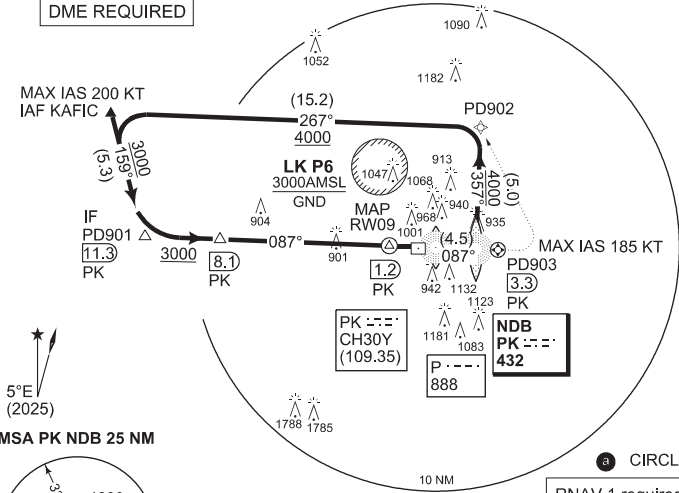 DME REQUIRED
1090
1052
1182
MAX IAS 200 KT
IAF KAFIC
(15.2)
267°
4000
PD902
3000
159°
(5.3)
LK P6
3000AMSL
GND
1047
1068
913
940
968
1001
935
357°
4000
(5.0)
904
MAP
RW09
IF
PD901
11.3
PK
3000
8.1
PK
087°
901
1.2
PK
(4.5)
087°
MAX IAS 185 KT
PD903
3.3
PK
942
1132
1123
1181
1083
PK
CH30Y
(109.35)
P
888
NDB
PK
432
5°E
(2025)
MSA PK NDB 25 NM
1788
1785
10 NM
a CIRCL
RNAV 1 required